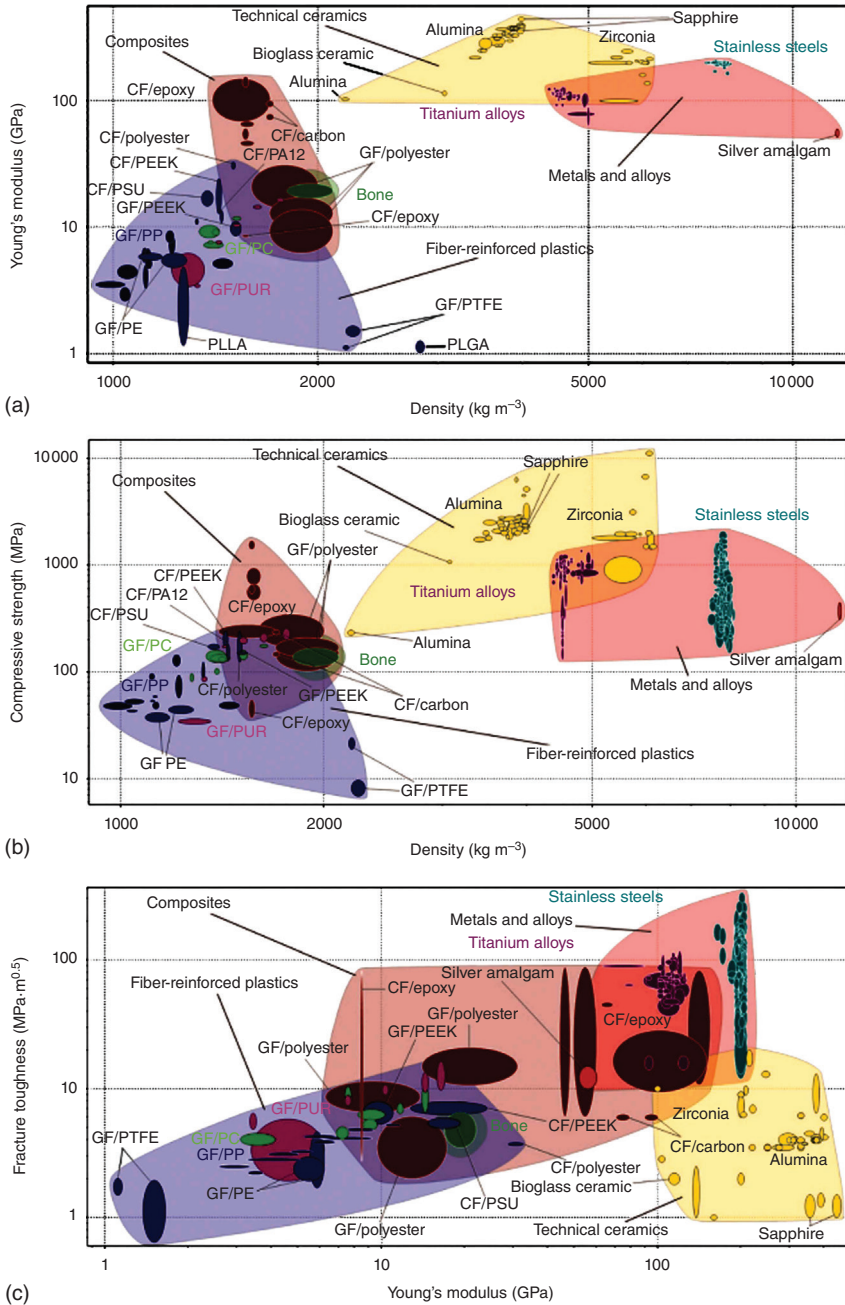 Technical ceramics
Sapphire
Composites
Alumina
Zirconia
Bioglass ceramic
Stainless steels
CF/epoxy
Alumina
100
Titanium alloys
CF/carbon
CF/polyester
GF/polyester
CF/PEEK
CF/PA12
Silver amalgam
Metals and alloys
CF/PSU
Bone
GF/PEEK
CF/epoxy
10
GF/PP
GF/PC
Fiber-reinforced plastics
GF/PUR
GF/PTFE
GF/PE
PLLA
PLGA
1
Young's modulus (GPa)
1000
2000
5000
10000
Density (kg m−3)
(a)
10000
Technical ceramics
Sapphire
Composites
Alumina
Bioglass ceramic
Zirconia
Stainless steels
GF/polyester
1000
CF/PEEK
CF/PA12
CF/epoxy
Titanium alloys
CF/PSU
GF/PC
Alumina
Bone
Silver amalgam
100
GF/PP
CF/polyester
GF/PEEK
Metals and alloys
CF/carbon
GF/PUR
CF/epoxy
Fiber-reinforced plastics
GF PE
10
GF/PTFE
Compressive strength (MPa)
1000
2000
5000
10000
Density (kg m−3)
(b)
Stainless steels
Composites
Metals and alloys
Titanium alloys
100
Fiber-reinforced plastics
Silver amalgam
CF/epoxy
GF/polyester
CF/epoxy
GF/PEEK
GF/polyester
10
GF/PUR
Zirconia
Bone
GF/PC
CF/PEEK
GF/PTFE
GF/PP
CF/carbon
Alumina
CF/polyester
GF/PE
Bioglass ceramic
CF/PSU
1
GF/polyester
Technical ceramics
Sapphire
Fracture toughness (MPa·m0.5)
1
10
100
Young's modulus (GPa)
(c)